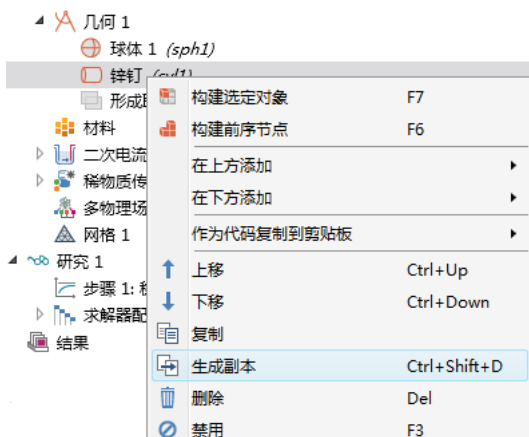 几何 1
球体 1 (sph1)
锌钉 (cyl1)
形成
材料
二次电流
稀物质传
多物理场
网格 1
研究 1
步骤 1:
求解器配
结果
构建选定对象 F7
构建前序节点 F6
在上方添加
在下方添加
作为代码复制到剪贴板
上移 Ctrl+Up
下移 Ctrl+Down
复制
生成副本 Ctrl+Shift+D
删除 Del
禁用 F3